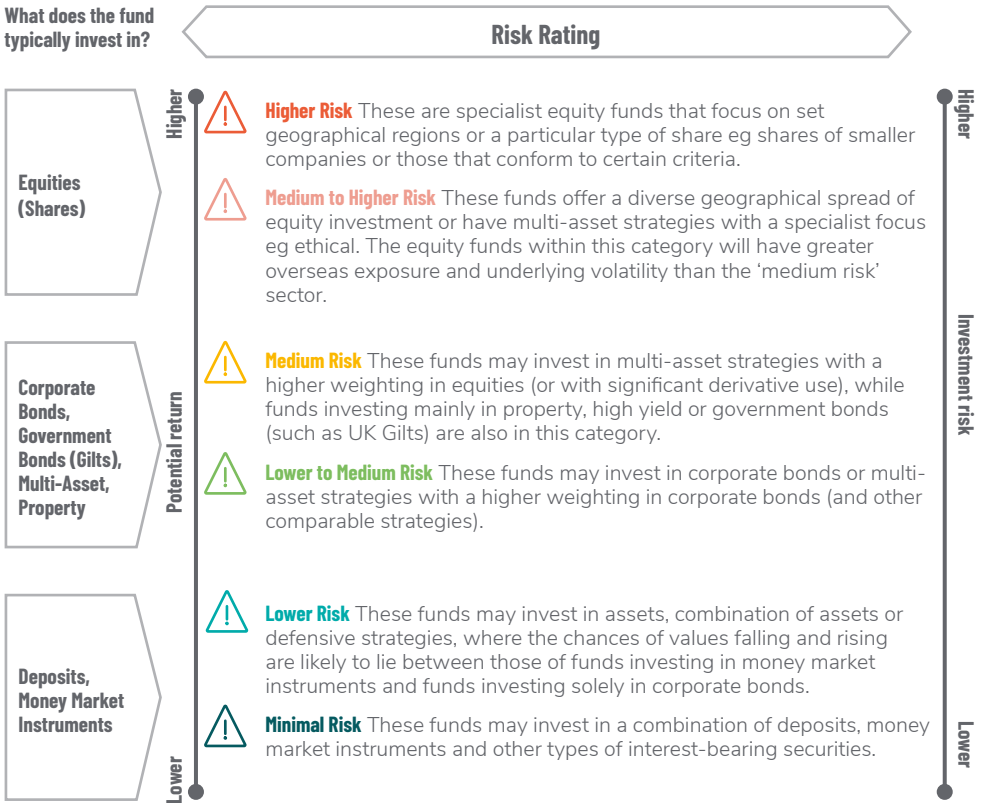 What does the fund
typically invest in?
Risk Rating
Equities
(Shares)
Higher
Higher Risk These are specialist equity funds that focus on set
geographical regions or a particular type of share eg shares of smaller
companies or those that conform to certain criteria.
Medium to Higher Risk These funds offer a diverse geographical spread of
equity investment or have multi-asset strategies with a specialist focus
eg ethical. The equity funds within this category will have greater
overseas exposure and underlying volatility than the ‘medium risk’
sector.
Higher
Corporate
Bonds,
Government
Bonds (Gilts),
Multi-Asset,
Property
Potential return
Medium Risk These funds may invest in multi-asset strategies with a
higher weighting in equities (or with significant derivative use), while
funds investing mainly in property, high yield or government bonds
(such as UK Gilts) are also in this category.
Lower to Medium Risk These funds may invest in corporate bonds or multi-
asset strategies with a higher weighting in corporate bonds (and other
comparable strategies).
Investment risk
Deposits,
Money Market
Instruments
Lower
Lower Risk These funds may invest in assets, combination of assets or
defensive strategies, where the chances of values falling and rising
are likely to lie between those of funds investing in money market
instruments and funds investing solely in corporate bonds.
Minimal Risk These funds may invest in a combination of deposits, money
market instruments and other types of interest-bearing securities.
Lower